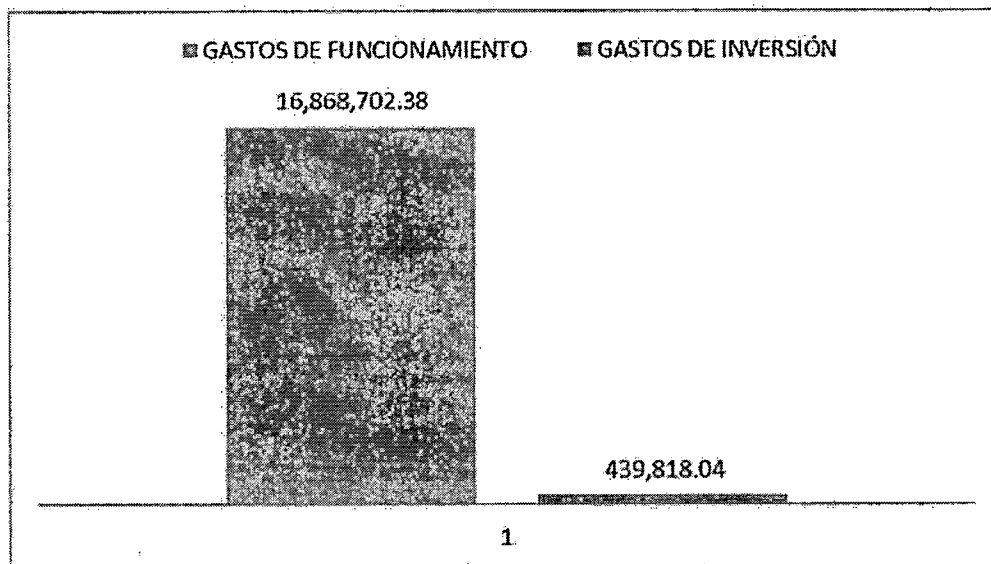 GASTOS DE FUNCIONAMIENTO GASTOS DE INVERSIÓN
16,868,702.38
439,818.04
1